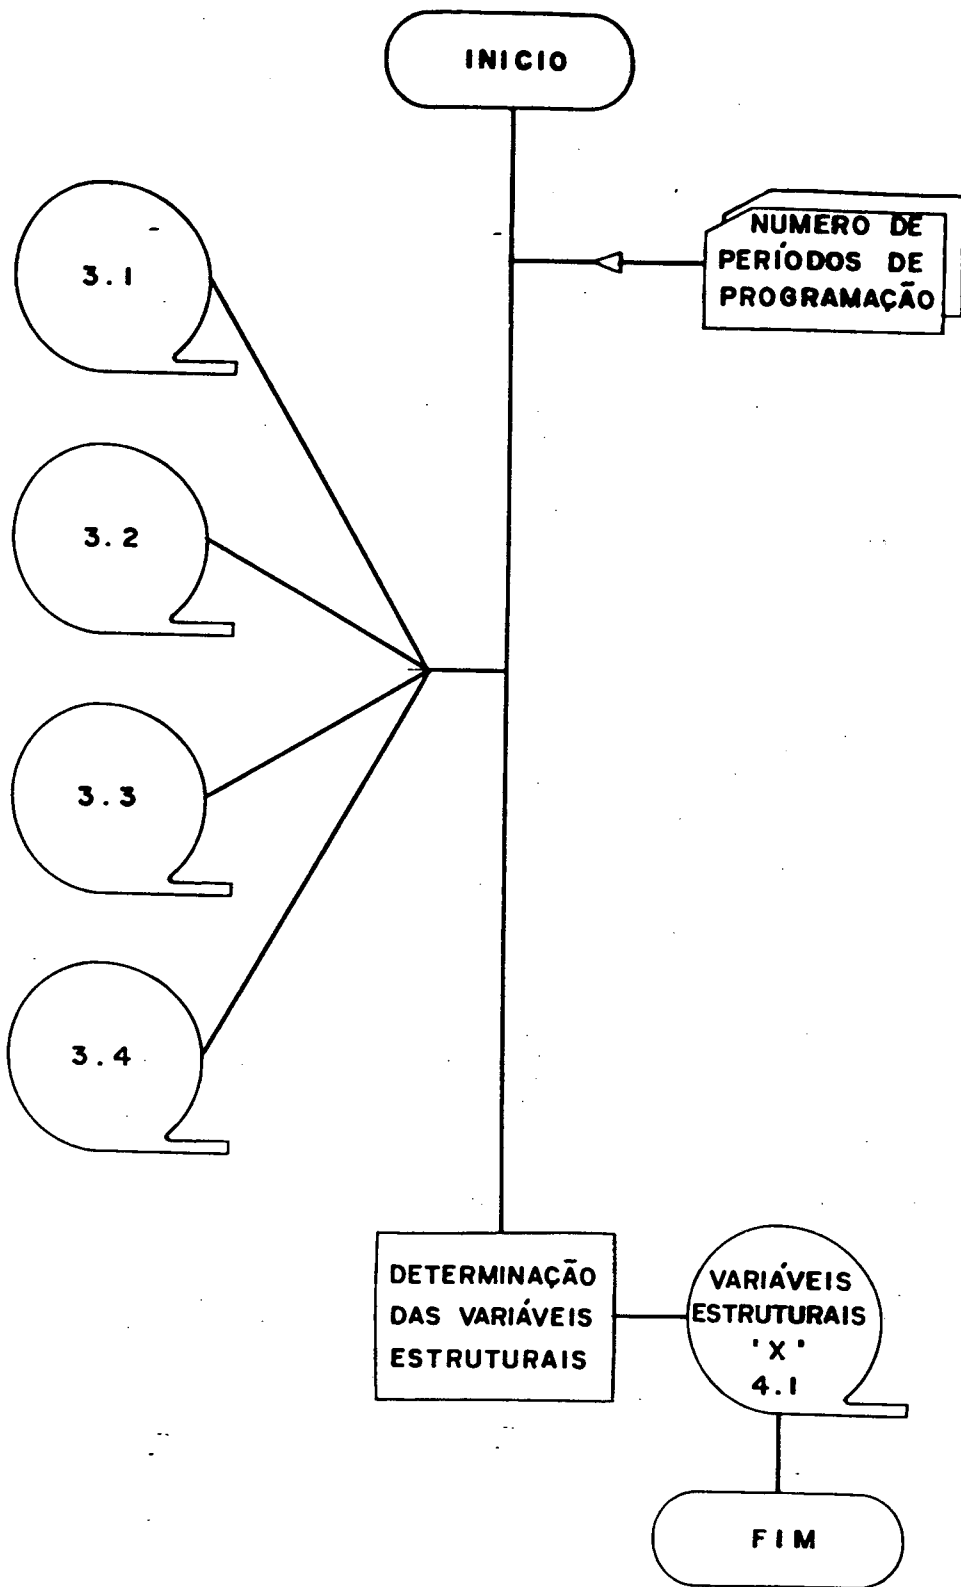 INICIO
NUMERO DE
PERÍODOS DE
PROGRAMAÇÃO
3.1
3.2
3.3
3.4
DETERMINAÇÃO
DAS VARIÁVEIS
ESTRUTURAIS
VARIÁVEIS
ESTRUTURAIS
'X'
4.1
FIM